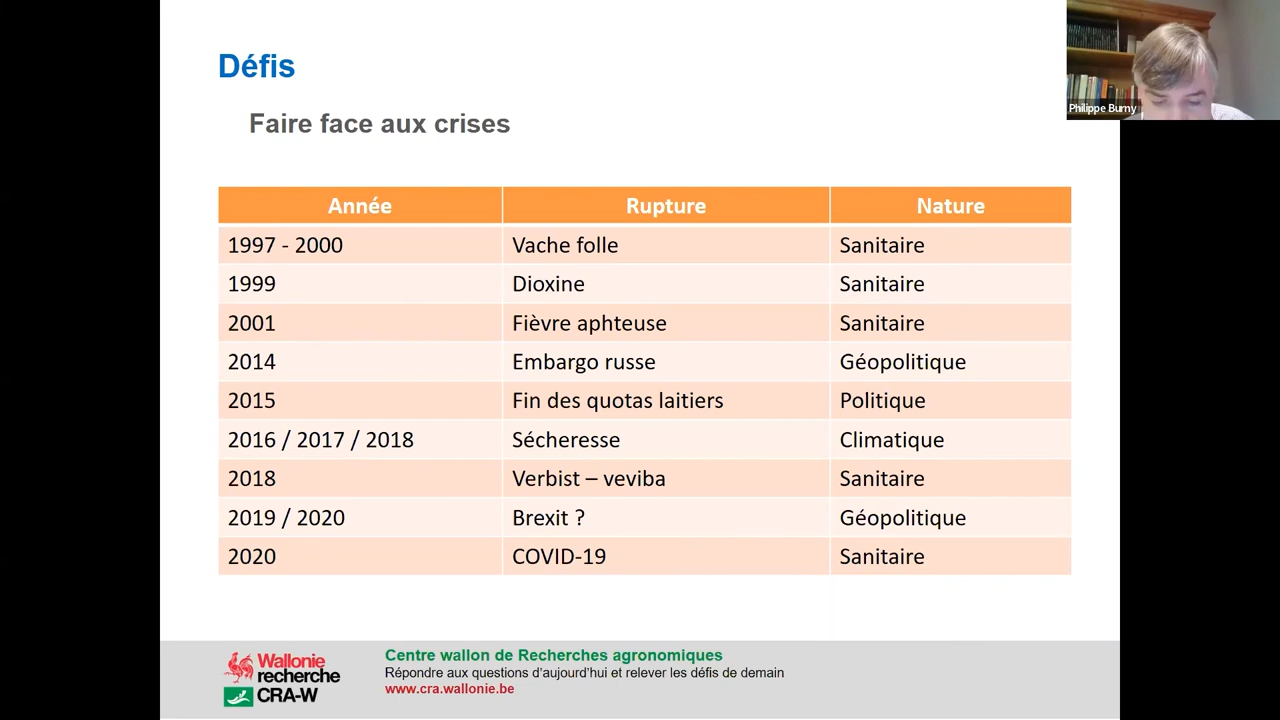 Défis
Philippe Burny
Faire face aux crises
Année Rupture Nature
1997 - 2000 Vache folle Sanitaire
1999 Dioxine Sanitaire
2001 Fièvre aphteuse Sanitaire
2014 Embargo russe Géopolitique
2015 Fin des quotas laitiers Politique
2016 / 2017 / 2018 Sécheresse Climatique
2018 Verbist – veviba Sanitaire
2019 / 2020 Brexit ? Géopolitique
2020 COVID-19 Sanitaire
Wallonie
recherche
CRA-W
Centre wallon de Recherches agronomiques
Répondre aux questions d'aujourd'hui et relever les défis de demain
www.cra.wallonie.be